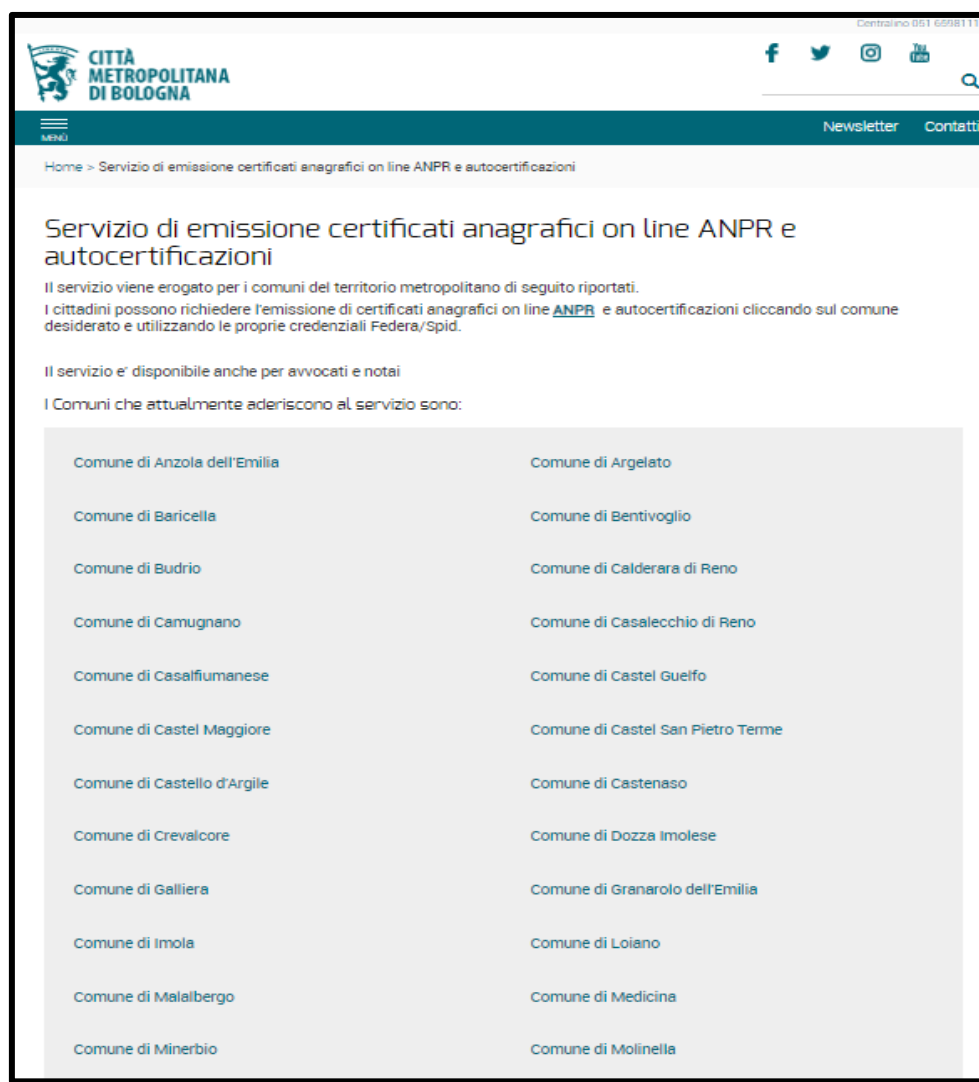 Centralino 051 6598111
CITTÀ
METROPOLITANA
DI BOLOGNA
You
Tube
MENÙ
Newsletter Contatti
Home > Servizio di emissione certificati anagrafici on line ANPR e autocertificazioni
Servizio di emissione certificati anagrafici on line ANPR e
autocertificazioni
Il servizio viene erogato per i comuni del territorio metropolitano di seguito riportati.
I cittadini possono richiedere l'emissione di certificati anagrafici on line ANPR e autocertificazioni cliccando sul comune
desiderato e utilizzando le proprie credenziali Federa/Spid.
Il servizio e' disponibile anche per avvocati e notai
I Comuni che attualmente aderiscono al servizio sono:
Comune di Anzola dell'Emilia Comune di Argelato
Comune di Baricella Comune di Bentivoglio
Comune di Budrio Comune di Calderara di Reno
Comune di Camugnano Comune di Casalecchio di Reno
Comune di Casalfiumanese Comune di Castel Guelfo
Comune di Castel Maggiore Comune di Castel San Pietro Terme
Comune di Castello d'Argile Comune di Castenaso
Comune di Crevalcore Comune di Dozza Imolese
Comune di Galliera Comune di Granarolo dell'Emilia
Comune di Imola Comune di Loiano
Comune di Malalbergo Comune di Medicina
Comune di Minerbio Comune di Molinella